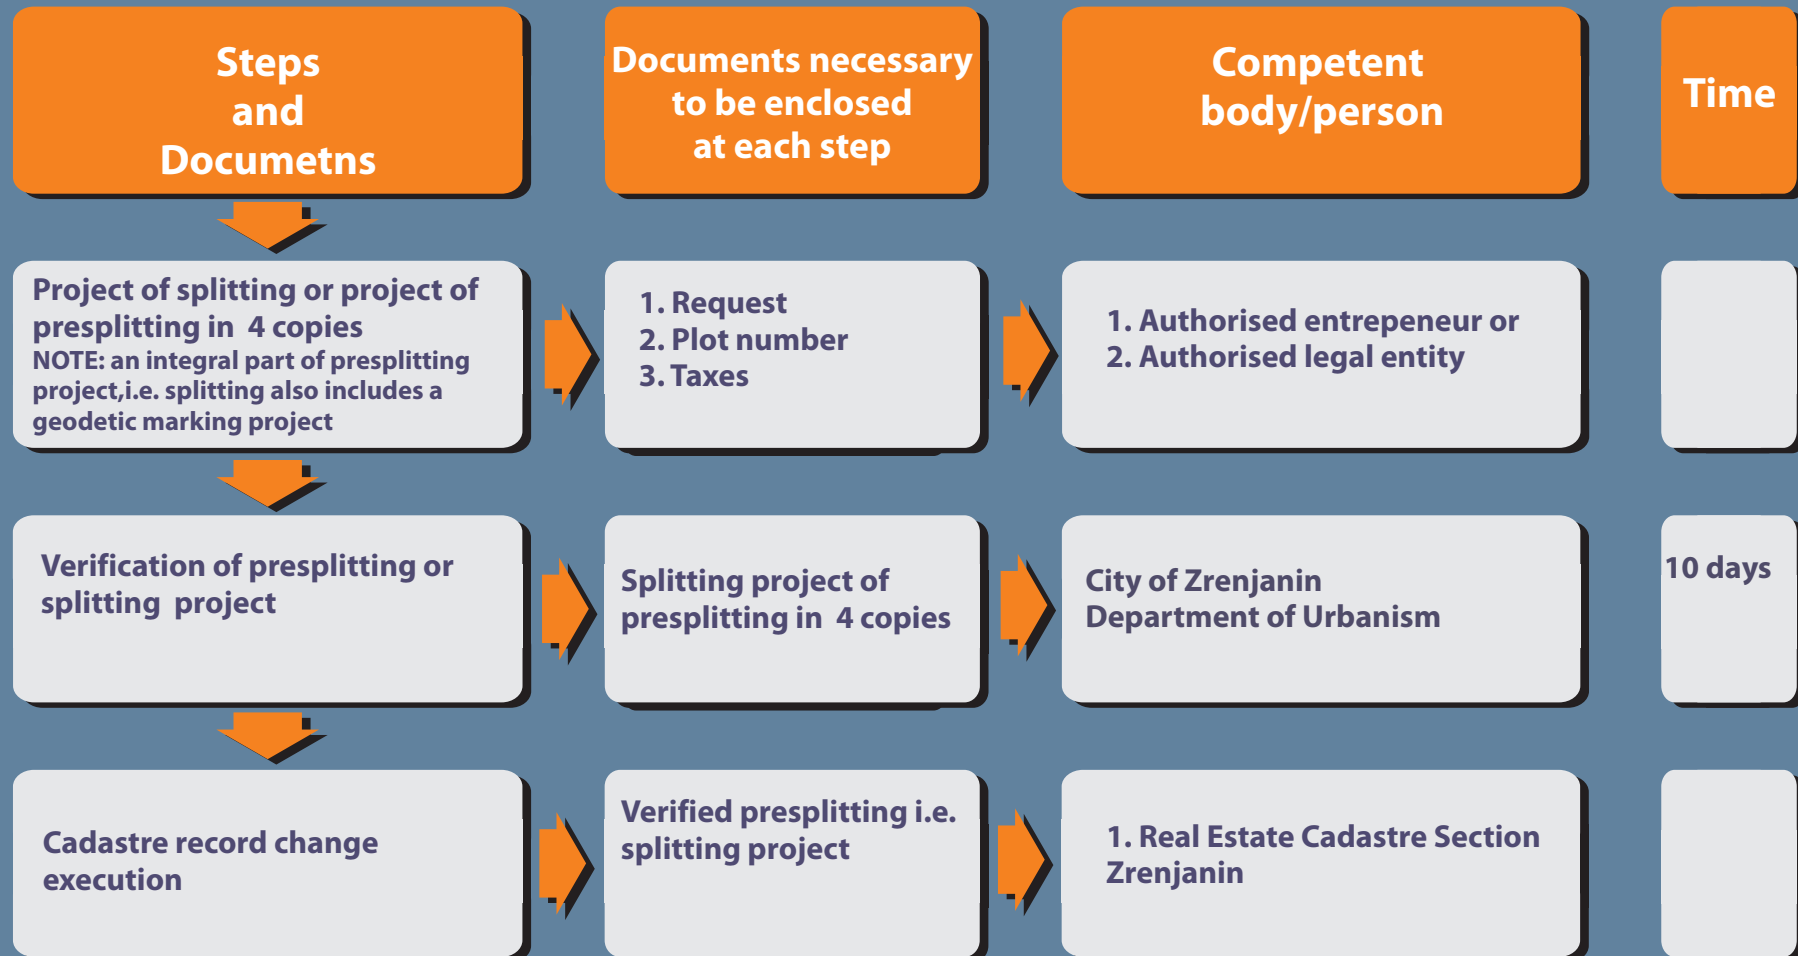 Steps
and
Documetns
Documents necessary
to be enclosed
at each step
Competent
body/person
Time
Project of splitting or project of
presplitting in  4 copies
NOTE: an integral part of presplitting
project,i.e. splitting also includes a
geodetic marking project
1. Request
2. Plot number
3. Taxes
1. Authorised entrepeneur or
2. Authorised legal entity
Verification of presplitting or
splitting  project
Splitting project of
presplitting in  4 copies
City of Zrenjanin
Department of Urbanism
10 days
Cadastre record change
execution
Verified presplitting i.e.
splitting project
1. Real Estate Cadastre Section
Zrenjanin